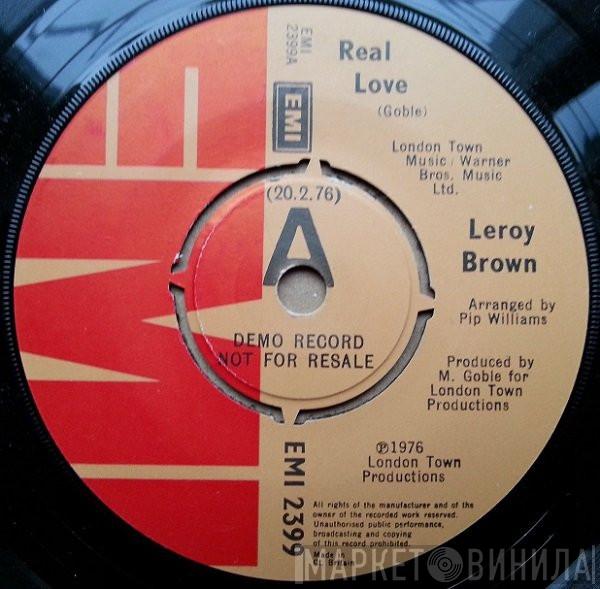 EMI
2399A
EMI
Real
Love
(Goble)
London Town
Music / Warner
Bros. Music
Ltd.
(20.2.76)
A
Leroy
Brown
Arranged by
Pip Williams
DEMO RECORD
NOT FOR RESALE
Produced by
M. Goble for
London Town
Productions
℗1976
London Town
Productions
EMI 2399
All rights of the manufacturer and of the
owner of the recorded work reserved.
Unauthorised public performance,
broadcasting and copying
of this record prohibited.
Made in
Gt. Britain
EMI
МАРКЕТ ВИНИЛА